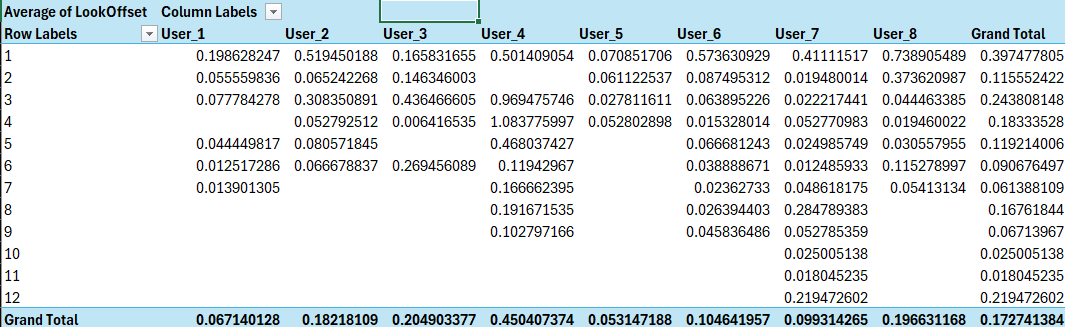 Average of LookOffset Column Labels
Row Labels User_1 User_2 User_3 User_4 User_5 User_6 User_7 User_8 Grand Total
1 0.198628247 0.519450188 0.165831655 0.501409054 0.070851706 0.573630929 0.41111517 0.738905489 0.397477805
2 0.055559836 0.065242268 0.146346003 0.061122537 0.087495312 0.019480014 0.373620987 0.115552422
3 0.077784278 0.308350891 0.436466605 0.969475746 0.027811611 0.063895226 0.022217441 0.044463385 0.243808148
4 0.052792512 0.006416535 1.083775997 0.052802898 0.015328014 0.052770983 0.019460022 0.18333528
5 0.044449817 0.080571845 0.468037427 0.066681243 0.024985749 0.030557955 0.119214006
6 0.012517286 0.066678837 0.269456089 0.11942967 0.038888671 0.012485933 0.115278997 0.090676497
7 0.013901305 0.166662395 0.02362733 0.048618175 0.05413134 0.061388109
8 0.191671535 0.026394403 0.284789383 0.16761844
9 0.102797166 0.045836486 0.052785359 0.06713967
10 0.025005138 0.025005138
11 0.018045235 0.018045235
12 0.219472602 0.219472602
Grand Total 0.067140128 0.18218109 0.204903377 0.450407374 0.053147188 0.104641957 0.099314265 0.196631168 0.172741384